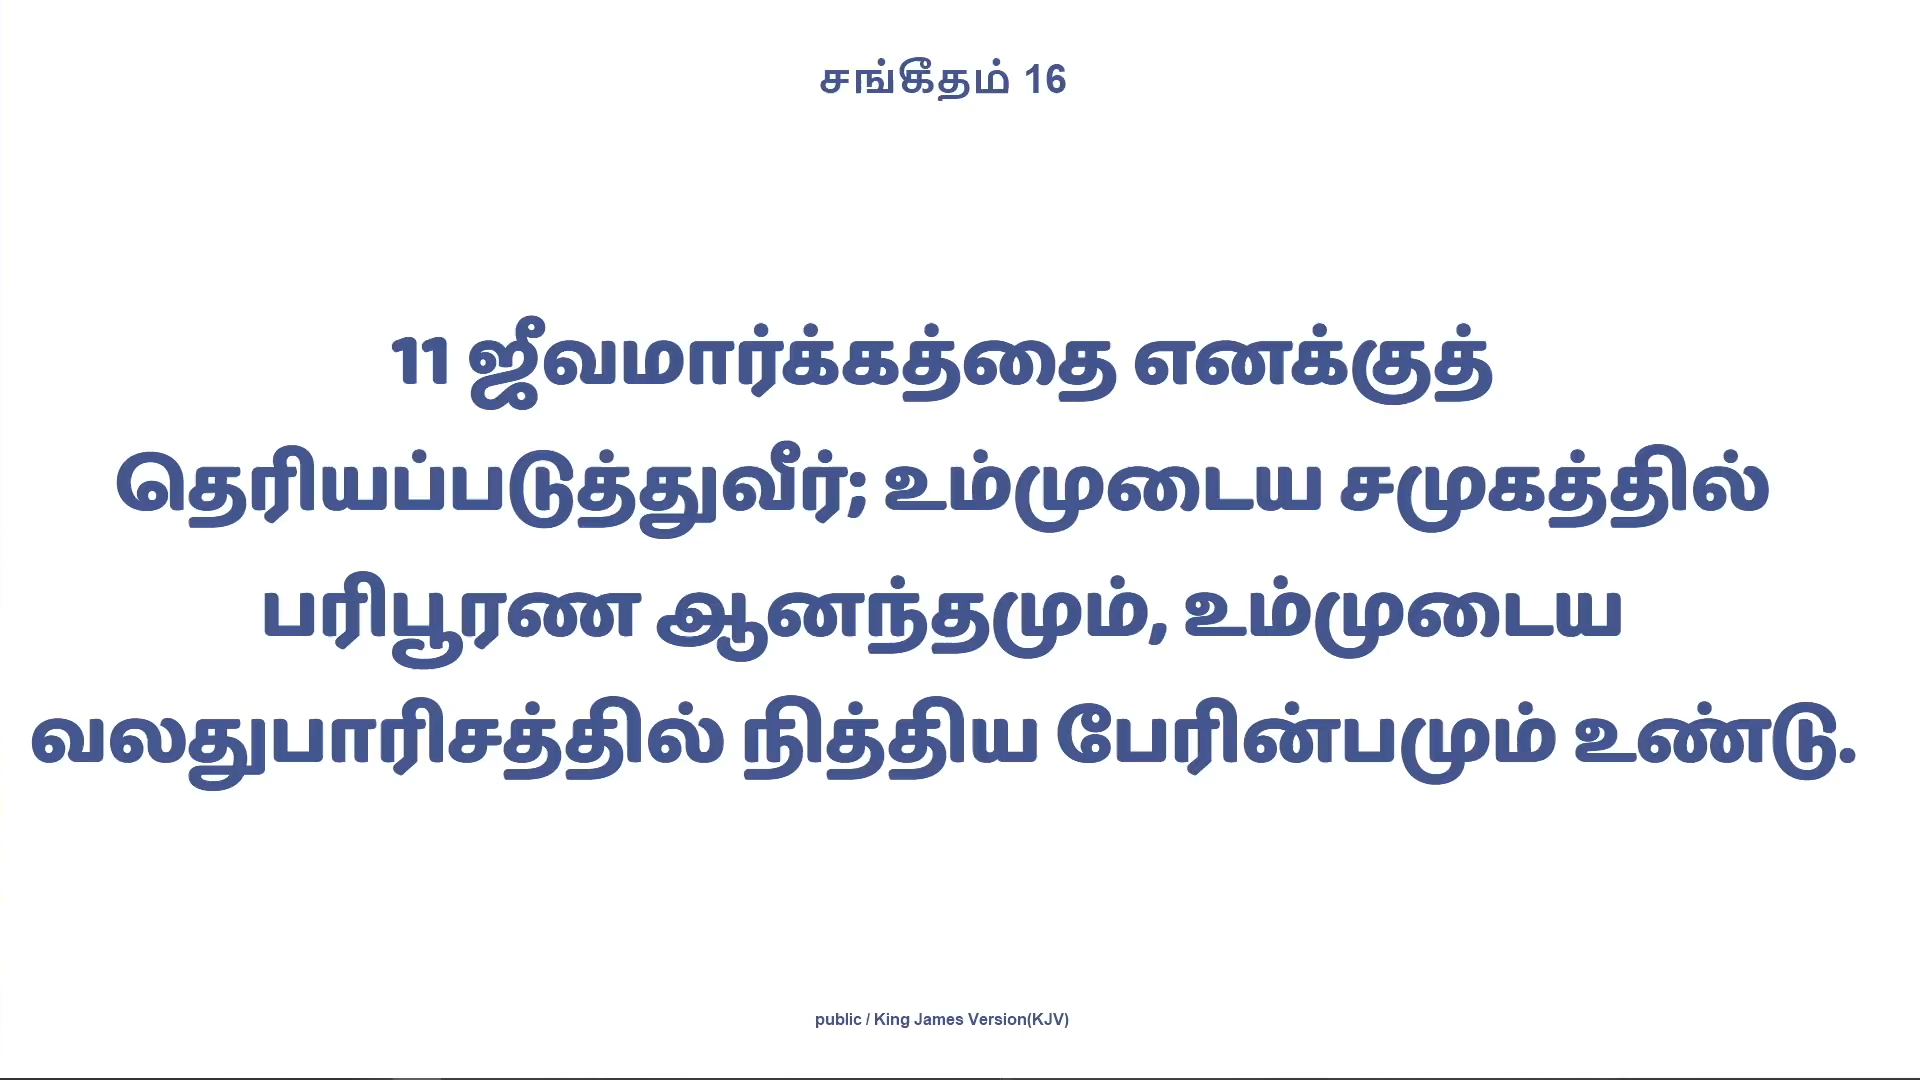 சங்கீதம் 16
11 ஜீவமார்க்கத்தை எனக்குத்
தெரியப்படுத்துவீர்; உம்முடைய சமுகத்தில்
பரிபூரண ஆனந்தமும், உம்முடைய
வலதுபாரிசத்தில் நித்திய பேரின்பமும் உண்டு.
public / King James Version(KJV)